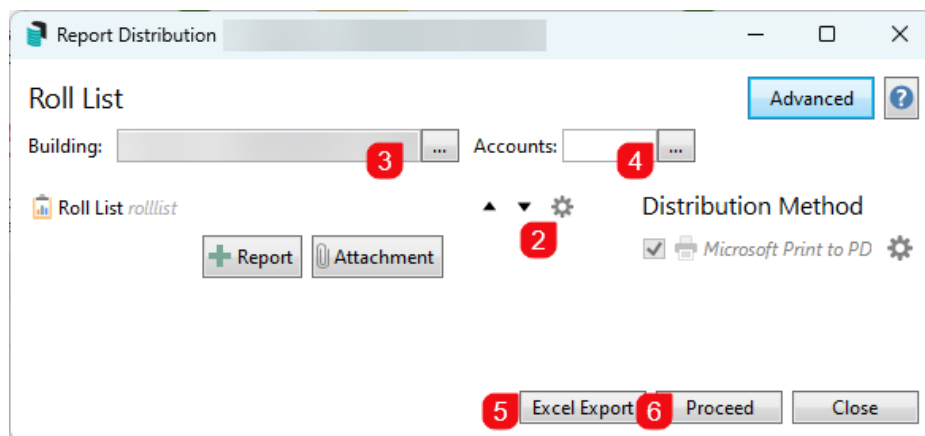 Report Distribution
Roll List
Advanced
?
Building: 3 ... Accounts: 4 ...
Roll List rolllist
2
Distribution Method
Microsoft Print to PD
Report
Attachment
5 Excel Export 6 Proceed Close